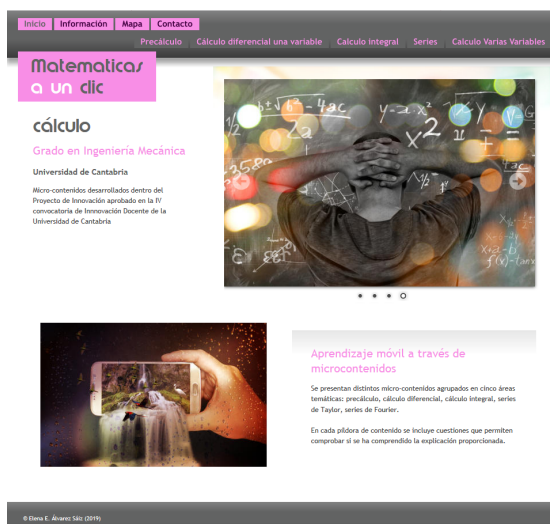 Inicio Información Mapa Contacto
Precálculo Cálculo diferencial una variable Calculo integral Series Calculo Varias Variables
Matematicas
a un clic
cálculo
Grado en Ingeniería Mecánica
Universidad de Cantabria
Micro-contenidos desarrollados dentro del
Proyecto de Innovación aprobado en la IV
convocatoria de Innnovación Docente de la
Universidad de Cantabria
Aprendizaje móvil a través de
microcontenidos
Se presentan distintos micro-contenidos agrupados en cinco áreas
temáticas: precálculo, cálculo diferencial, cálculo integral, series
de Taylor, series de Fourier.
En cada píldora de contenido se incluye cuestiones que permiten
comprobar si se ha comprendido la explicación proporcionada.
© Elena E. Álvarez Sáiz (2019)